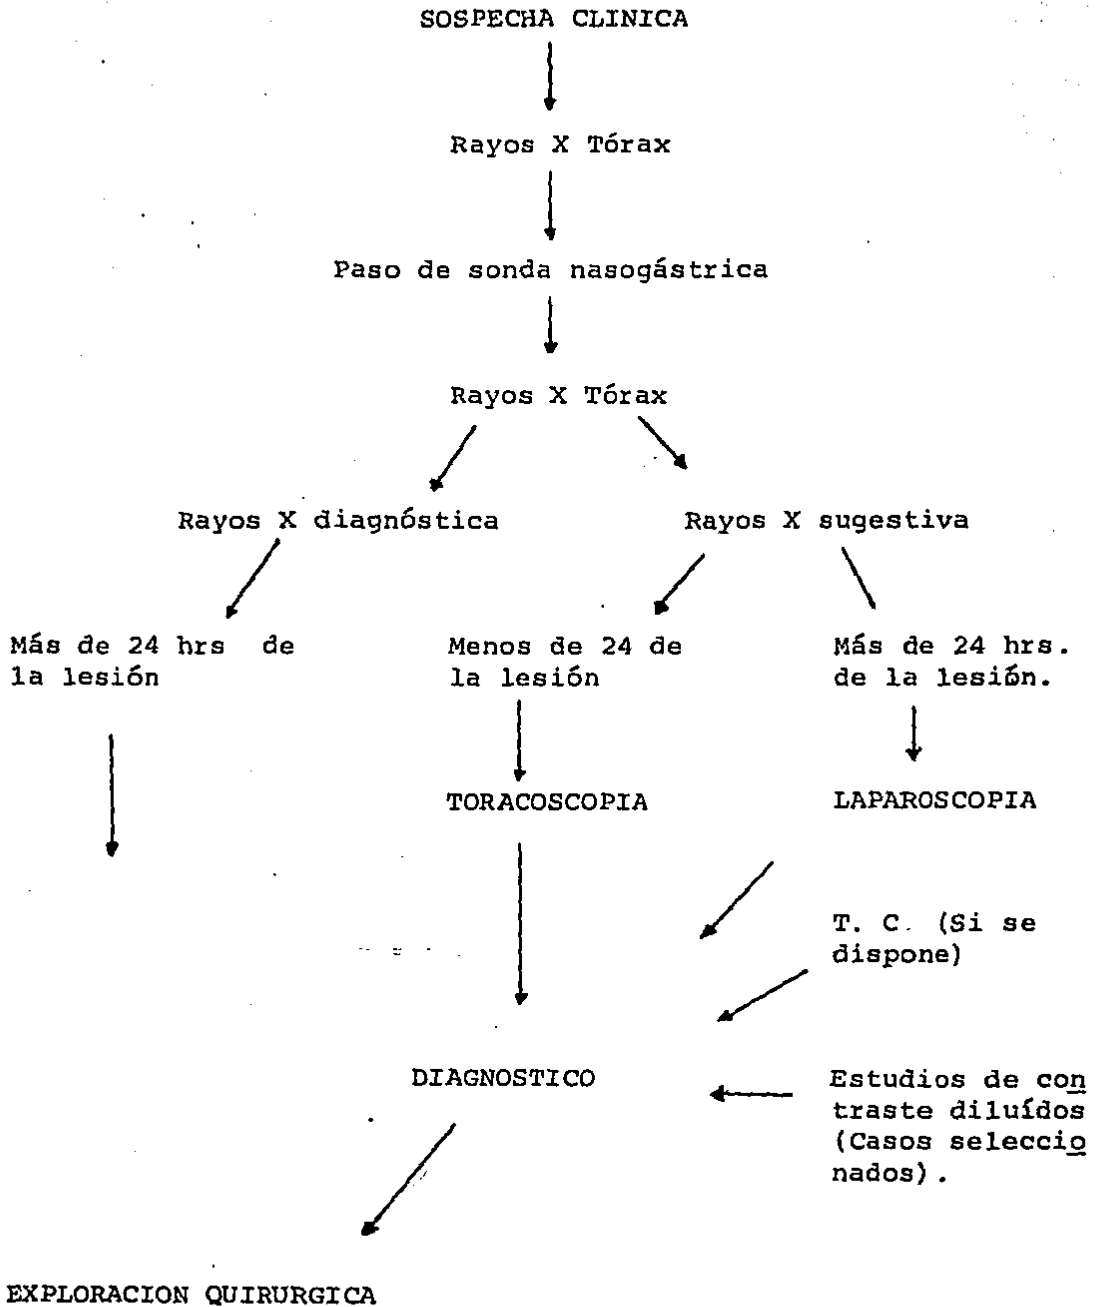 SOSPECHA CLINICA
Rayos X Tórax
Paso de sonda nasogástrica
Rayos X Tórax
Rayos X diagnóstica
Rayos X sugestiva
Más de 24 hrs de
la lesión
Menos de 24 de
la lesión
Más de 24 hrs.
de la lesión.
TORACOSCOPIA
LAPAROSCOPIA
T. C. (Si se
dispone)
DIAGNOSTICO
Estudios de con
traste diluídos
(Casos seleccio
nados).
EXPLORACION QUIRURGICA